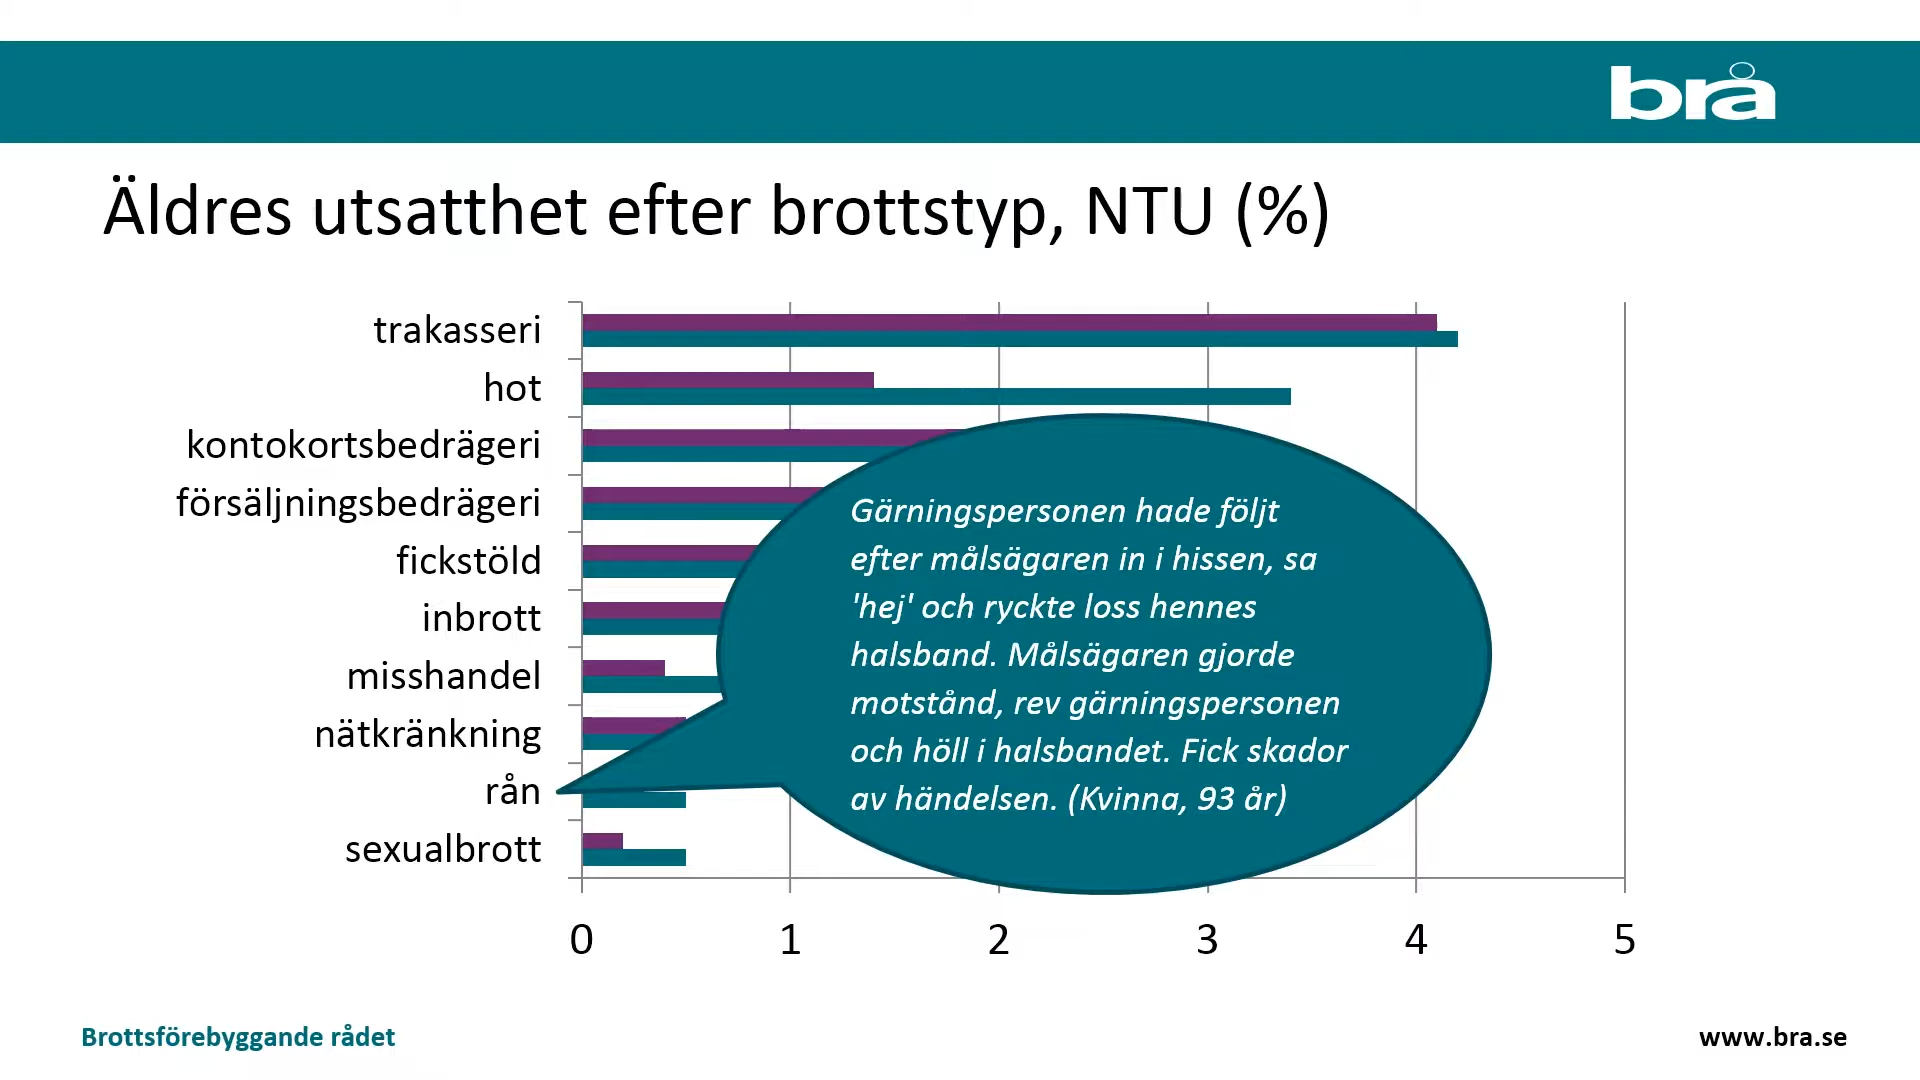 brå
Äldres utsatthet efter brottstyp, NTU (%)
trakasseri
hot
kontokortsbedrägeri
försäljningsbedrägeri
fickstöld
inbrott
misshandel
nätkränkning
rån
sexualbrott
Gärningspersonen hade följt
efter målsägaren in i hissen, sa
'hej' och ryckte loss hennes
halsband. Målsägaren gjorde
motstånd, rev gärningspersonen
och höll i halsbandet. Fick skador
av händelsen. (Kvinna, 93 år)
0 1 2 3 4 5
Brottsförebyggande rådet
www.bra.se